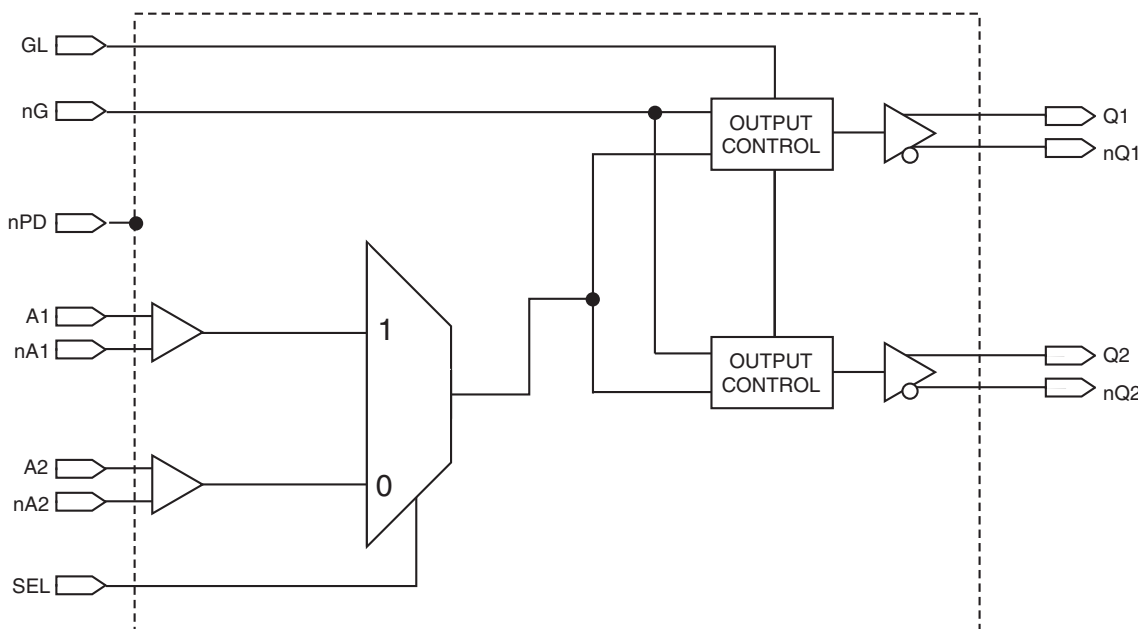 GL
nG
OUTPUT
CONTROL
Q1
nQ1
nPD
A1
nA1
1
OUTPUT
CONTROL
Q2
nQ2
A2
nA2
0
SEL